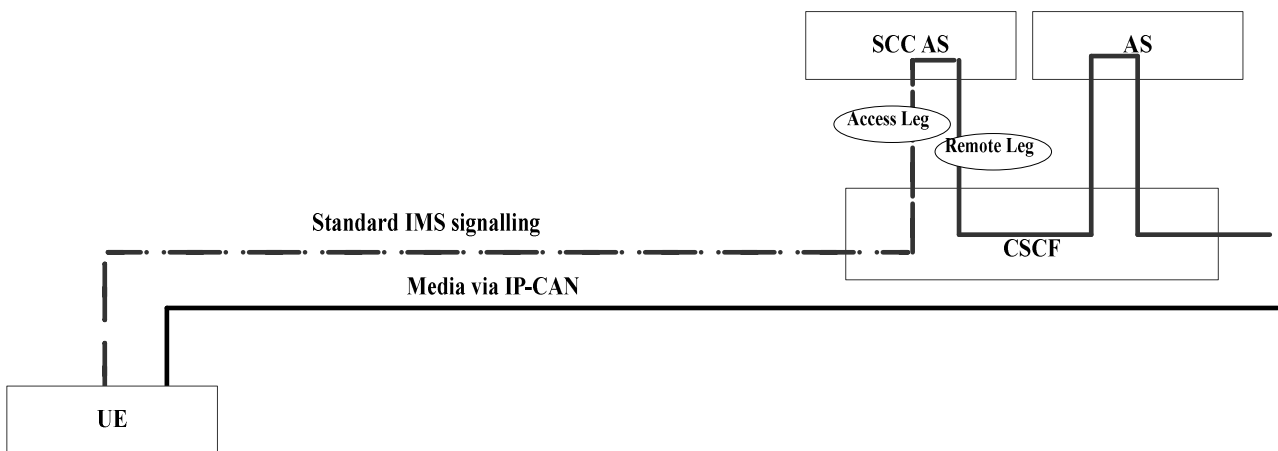 SCC AS
AS
Access Leg
Remote Leg
Standard IMS signalling
CSCF
Media via IP-CAN
UE